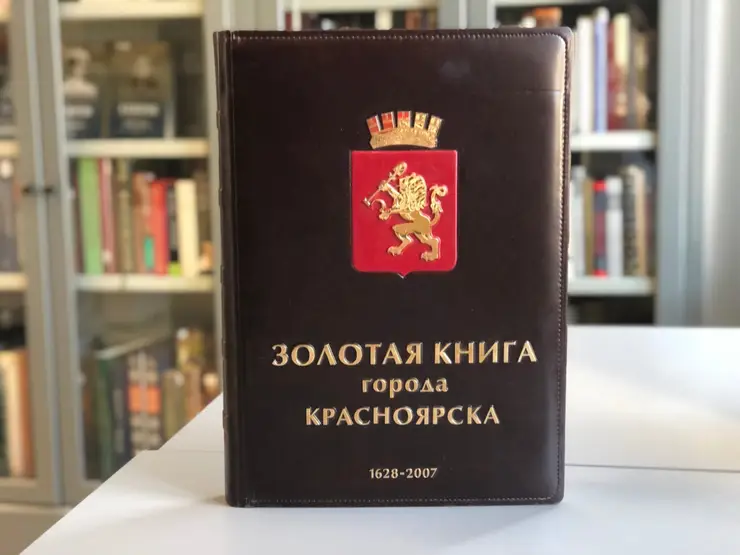 ЗОЛОТАЯ КНИГА
города
КРАСНОЯРСКА
1628-2007